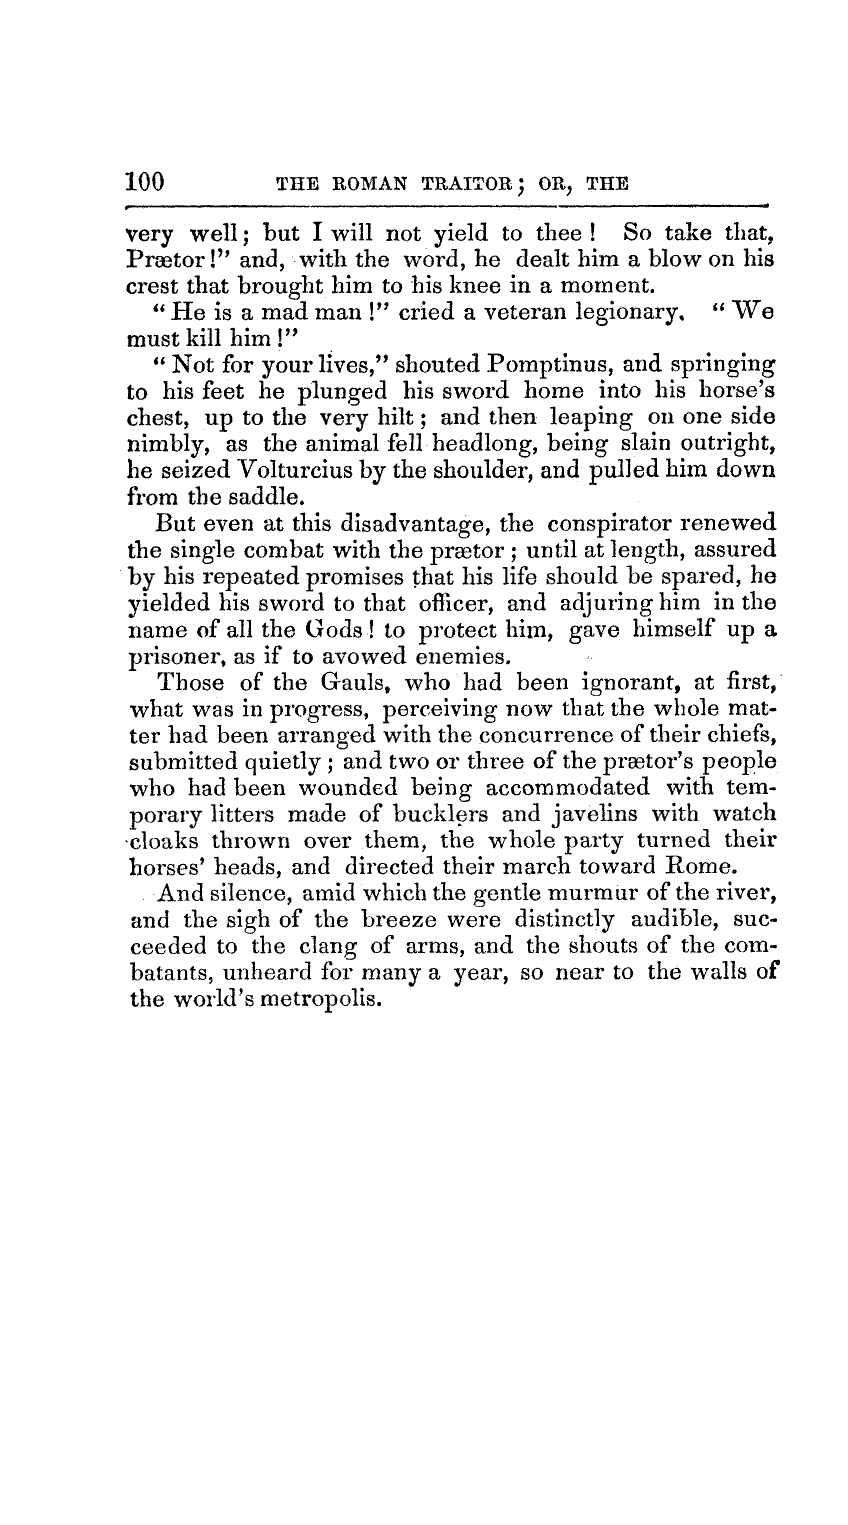 100 THE ROMAN TRAITOR; OR, THE
very well; but I will not yield to thee! So take that,
Prætor!" and, with the word, he dealt him a blow on his
crest that brought him to his knee in a moment.
"He is a mad man!" cried a veteran legionary. "We
must kill him!"
"Not for your lives," shouted Pomptinus, and springing
to his feet he plunged his sword home into his horse's
chest, up to the very hilt; and then leaping on one side
nimbly, as the animal fell headlong, being slain outright,
he seized Volturcius by the shoulder, and pulled him down
from the saddle.
But even at this disadvantage, the conspirator renewed
the single combat with the prætor; until at length, assured
by his repeated promises that his life should be spared, he
yielded his sword to that officer, and adjuring him in the
name of all the Gods! to protect him, gave himself up a
prisoner, as if to avowed enemies.
Those of the Gauls, who had been ignorant, at first,
what was in progress, perceiving now that the whole mat-
ter had been arranged with the concurrence of their chiefs,
submitted quietly; and two or three of the prætor's people
who had been wounded being accommodated with tem-
porary litters made of bucklers and javelins with watch
cloaks thrown over them, the whole party turned their
horses' heads, and directed their march toward Rome.
And silence, amid which the gentle murmur of the river,
and the sigh of the breeze were distinctly audible, suc-
ceeded to the clang of arms, and the shouts of the com-
batants, unheard for many a year, so near to the walls of
the world's metropolis.